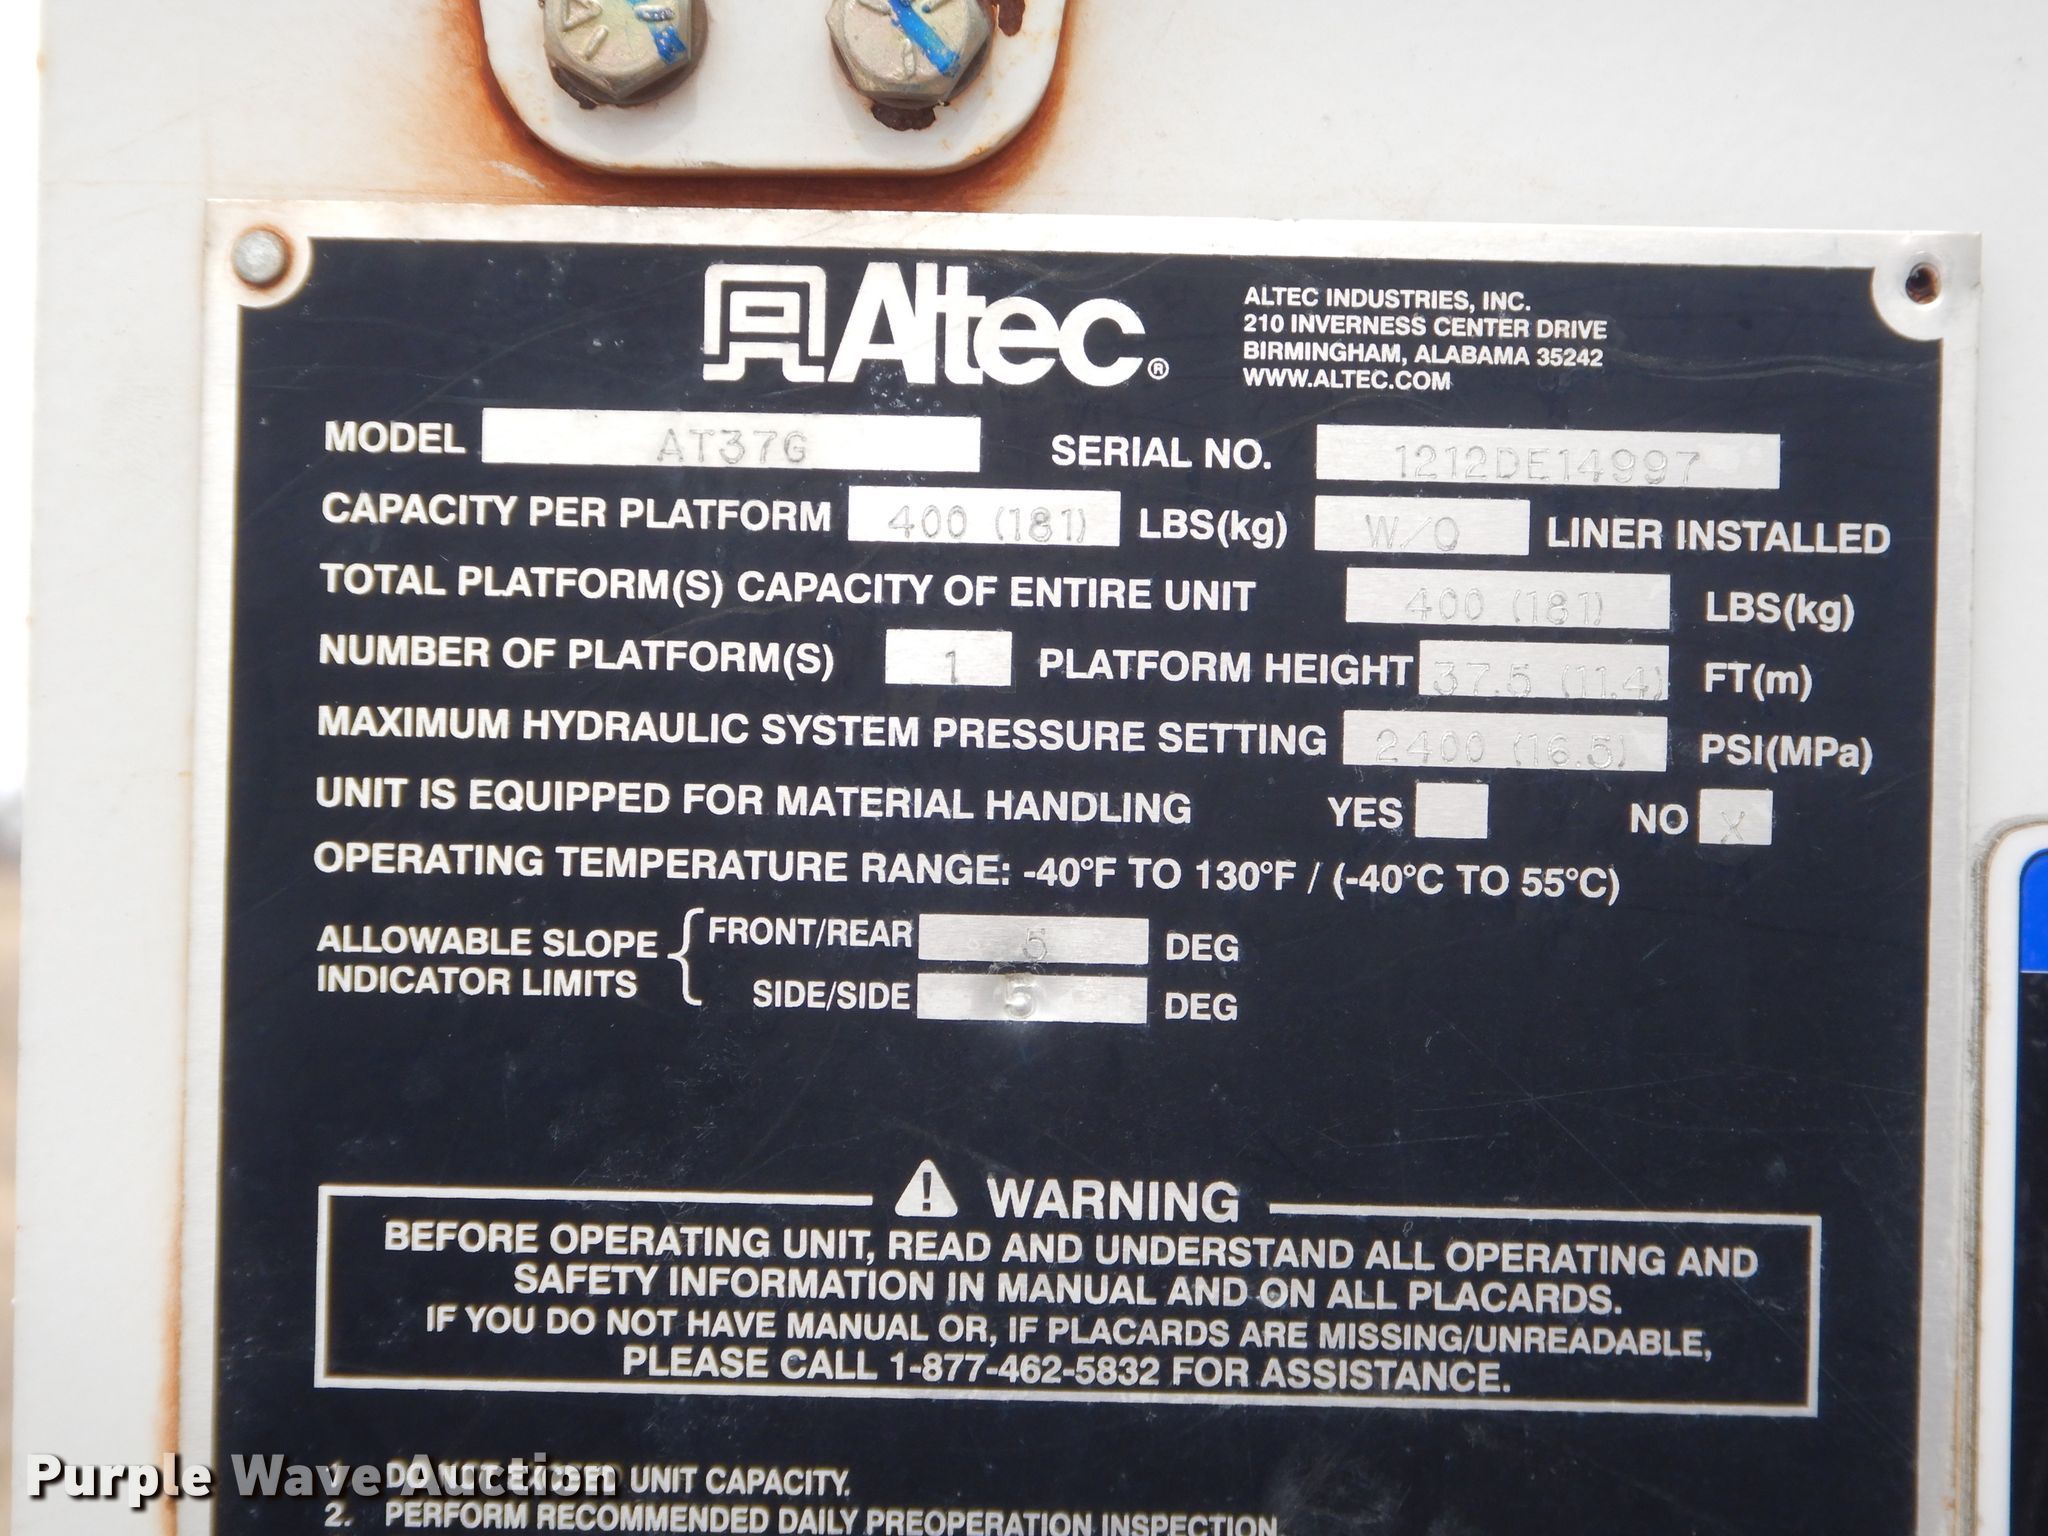 Altec®
ALTEC INDUSTRIES, INC.
210 INVERNESS CENTER DRIVE
BIRMINGHAM, ALABAMA 35242
WWW.ALTEC.COM
MODEL AT37G SERIAL NO. 1212DE14997
CAPACITY PER PLATFORM 400 (181) LBS(kg) W/O LINER INSTALLED
TOTAL PLATFORM(S) CAPACITY OF ENTIRE UNIT 400 (181) LBS(kg)
NUMBER OF PLATFORM(S) 1 PLATFORM HEIGHT 37.5 (11.4) FT(m)
MAXIMUM HYDRAULIC SYSTEM PRESSURE SETTING 2400 (16.5) PSI(MPa)
UNIT IS EQUIPPED FOR MATERIAL HANDLING YES NO X
OPERATING TEMPERATURE RANGE: -40°F TO 130°F / (-40°C TO 55°C)
ALLOWABLE SLOPE INDICATOR LIMITS
FRONT/REAR 5 DEG
SIDE/SIDE 5 DEG
WARNING
BEFORE OPERATING UNIT, READ AND UNDERSTAND ALL OPERATING AND
SAFETY INFORMATION IN MANUAL AND ON ALL PLACARDS.
IF YOU DO NOT HAVE MANUAL OR, IF PLACARDS ARE MISSING/UNREADABLE,
PLEASE CALL 1-877-462-5832 FOR ASSISTANCE.
1. DO NOT EXCEED UNIT CAPACITY.
2. PERFORM RECOMMENDED DAILY PREOPERATION INSPECTION.
Purple Wave Auction